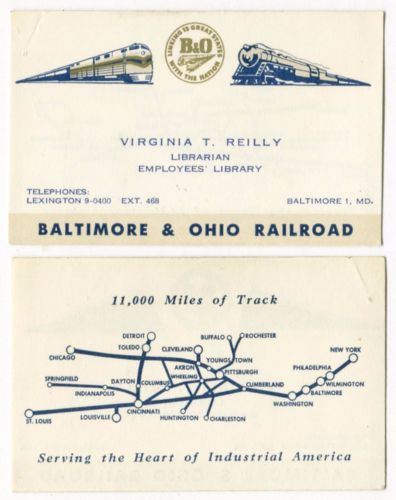 LINKING 13 GREAT STATES
B&O
WITH THE NATION
VIRGINIA T. REILLY
LIBRARIAN
EMPLOYEES' LIBRARY
TELEPHONES:
LEXINGTON 9-0400 EXT. 468
BALTIMORE 1, MD.
BALTIMORE & OHIO RAILROAD
11,000 Miles of Track
DETROIT
BUFFALO
ROCHESTER
TOLEDO
CLEVELAND
CHICAGO
YOUNGSTOWN
NEW YORK
AKRON
PITTSBURGH
PHILADELPHIA
SPRINGFIELD
DAYTON
COLUMBUS
WHEELING
CUMBERLAND
WILMINGTON
INDIANAPOLIS
BALTIMORE
WASHINGTON
CINCINNATI
ST. LOUIS
LOUISVILLE
HUNTINGTON
CHARLESTON
Serving the Heart of Industrial America